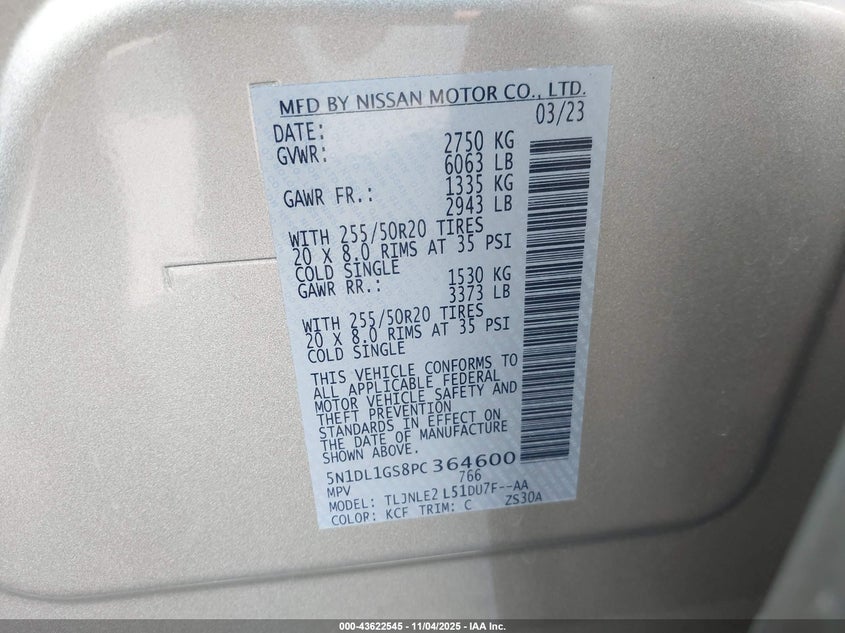 MFD BY NISSAN MOTOR CO., LTD.
DATE: 03/23
GVWR: 2750 KG
6063 LB
GAWR FR.: 1335 KG
2943 LB
WITH 255/50R20 TIRES
20 X 8.0 RIMS AT 35 PSI
COLD SINGLE
GAWR RR.: 1530 KG
3373 LB
WITH 255/50R20 TIRES
20 X 8.0 RIMS AT 35 PSI
COLD SINGLE
THIS VEHICLE CONFORMS TO
ALL APPLICABLE FEDERAL
MOTOR VEHICLE SAFETY AND
THEFT PREVENTION
STANDARDS IN EFFECT ON
THE DATE OF MANUFACTURE
SHOWN ABOVE.
5N1DL1GS8PC364600
MPV 766
MODEL: TLJNLE2 L51DU7F--AA
COLOR: KCF TRIM: C ZS30A
000-43622545 - 11/04/2025 - IAA Inc.